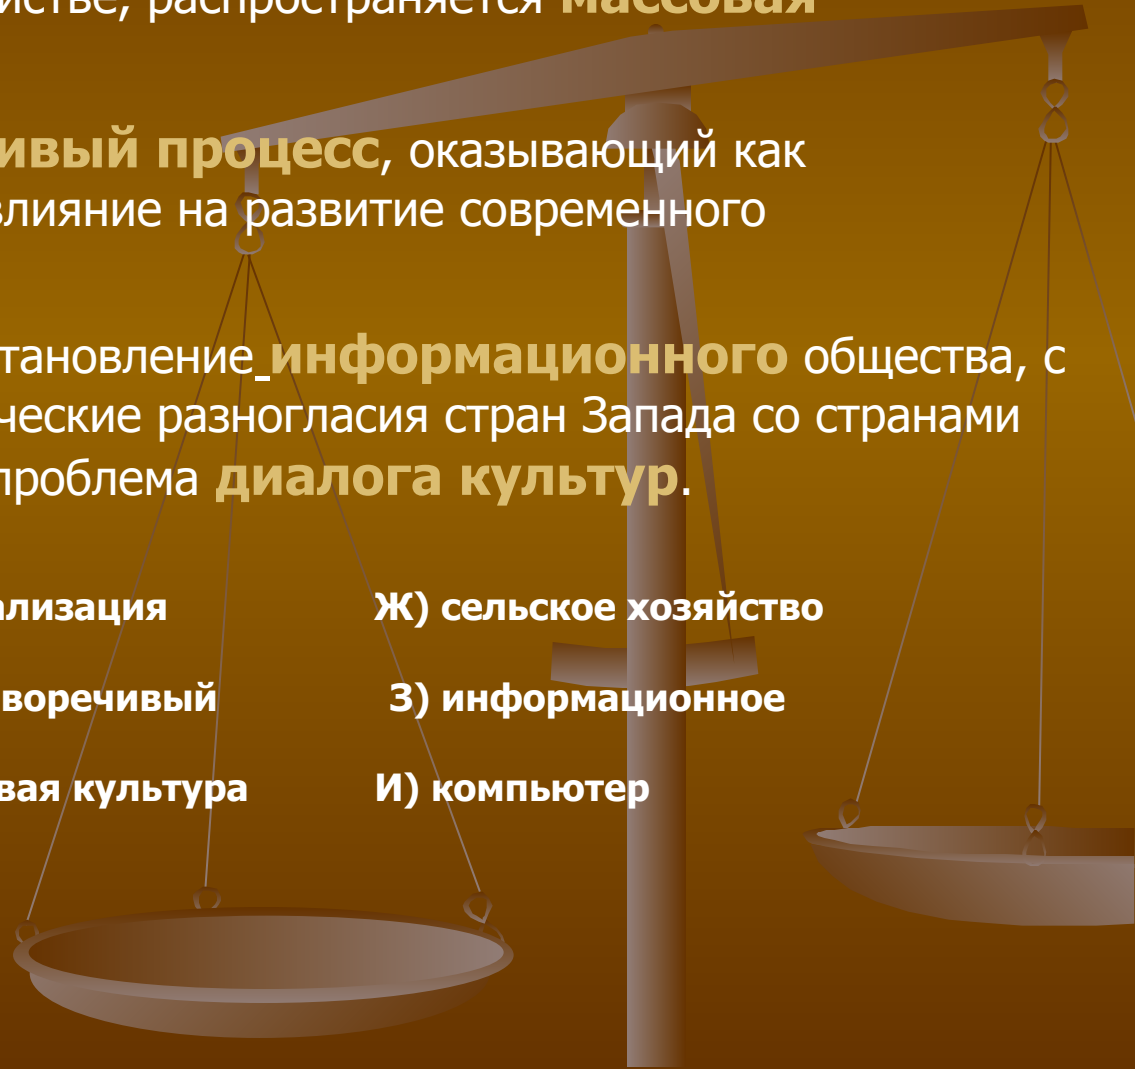 истве, распространяется массовая
ивый процесс, оказывающий как
влияние на развитие современного
тановление информационного общества, с
ческие разногласия стран Запада со странами
проблема диалога культур.
ализация Ж) сельское хозяйство
воречивый З) информационное
вая культура И) компьютер